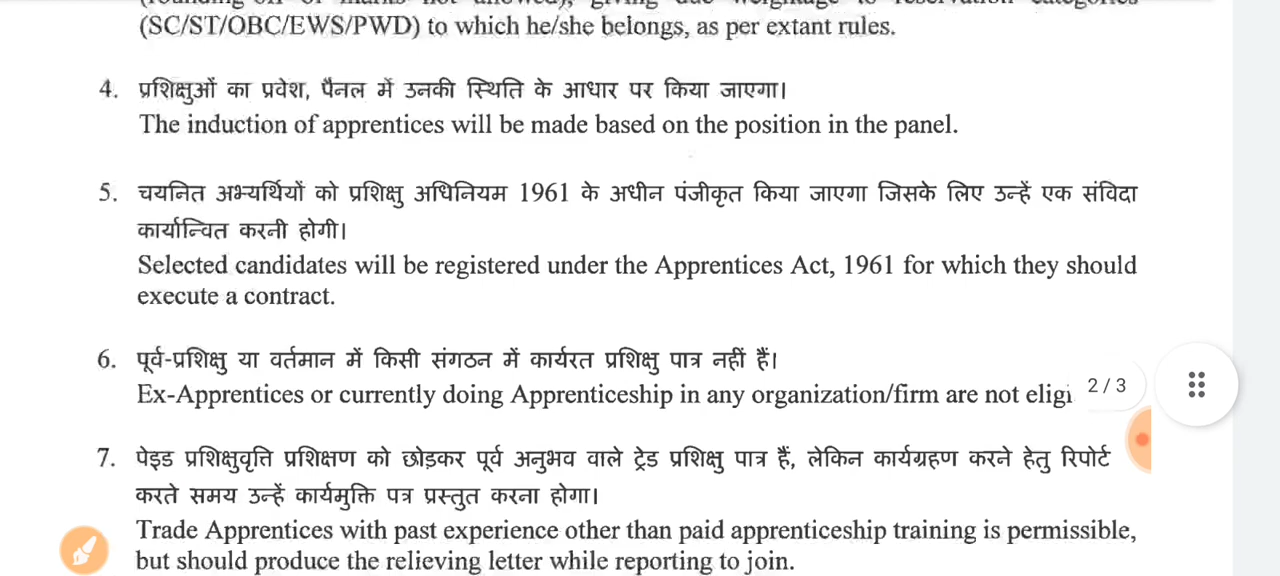 (SC/ST/OBC/EWS/PWD) to which he/she belongs, as per extant rules.
4. प्रशिक्षुओं का प्रवेश, पैनल में उनकी स्थिति के आधार पर किया जाएगा।
The induction of apprentices will be made based on the position in the panel.
5. चयनित अभ्यर्थियों को प्रशिक्षु अधिनियम 1961 के अधीन पंजीकृत किया जाएगा जिसके लिए उन्हें एक संविदा
कार्यान्वित करनी होगी।
Selected candidates will be registered under the Apprentices Act, 1961 for which they should
execute a contract.
6. पूर्व-प्रशिक्षु या वर्तमान में किसी संगठन में कार्यरत प्रशिक्षु पात्र नहीं हैं।
Ex-Apprentices or currently doing Apprenticeship in any organization/firm are not eligi
2 / 3
7. पेइड प्रशिक्षुवृत्ति प्रशिक्षण को छोड़कर पूर्व अनुभव वाले ट्रेड प्रशिक्षु पात्र हैं, लेकिन कार्यग्रहण करने हेतु रिपोर्ट
करते समय उन्हें कार्यमुक्ति पत्र प्रस्तुत करना होगा।
Trade Apprentices with past experience other than paid apprenticeship training is permissible,
but should produce the relieving letter while reporting to join.